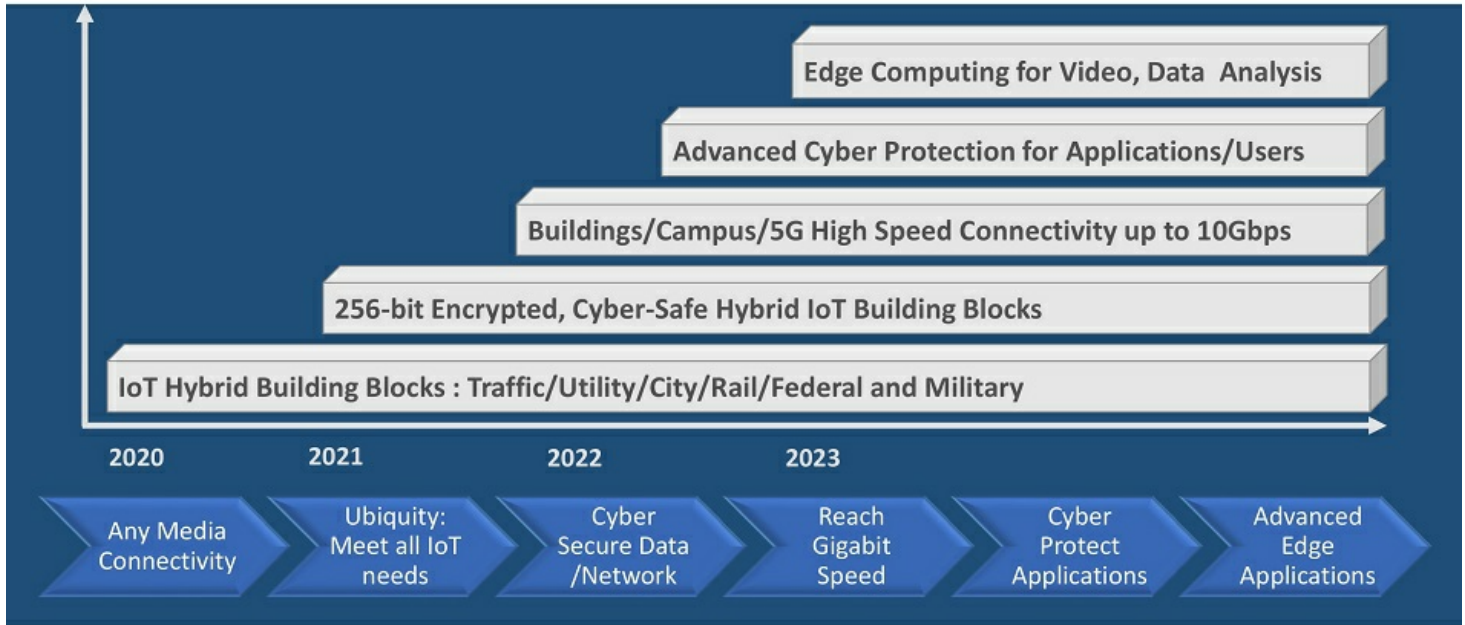 Edge Computing for Video, Data Analysis
Advanced Cyber Protection for Applications/Users
Buildings/Campus/5G High Speed Connectivity up to 10Gbps
256-bit Encrypted, Cyber-Safe Hybrid IoT Building Blocks
IoT Hybrid Building Blocks : Traffic/Utility/City/Rail/Federal and Military
2020
2021
2022
2023
Any Media
Connectivity
Ubiquity:
Meet all IoT
needs
Cyber
Secure Data
/Network
Reach
Gigabit
Speed
Cyber
Protect
Applications
Advanced
Edge
Applications